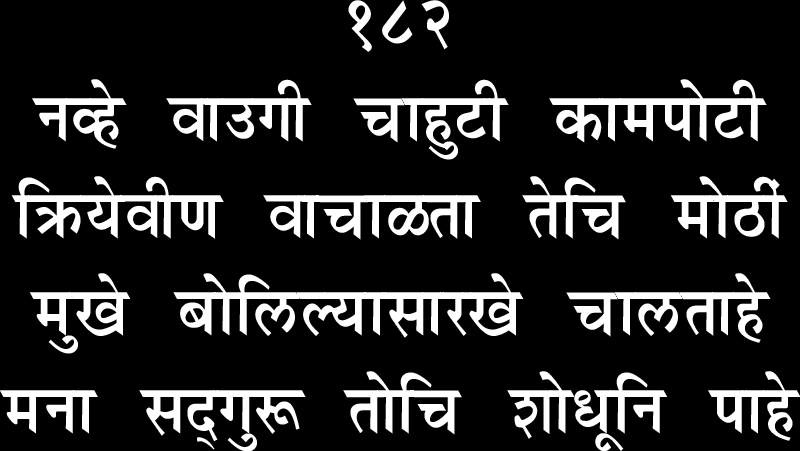 १८२
नव्हे वाउगी चाहुटी कामपोटी
क्रियेवीण वाचाळता तेचि मोठीं
मुखे बोलिल्यासारखे चालताहे
मना सद्‌गुरू तोचि शोधूनि पाहे